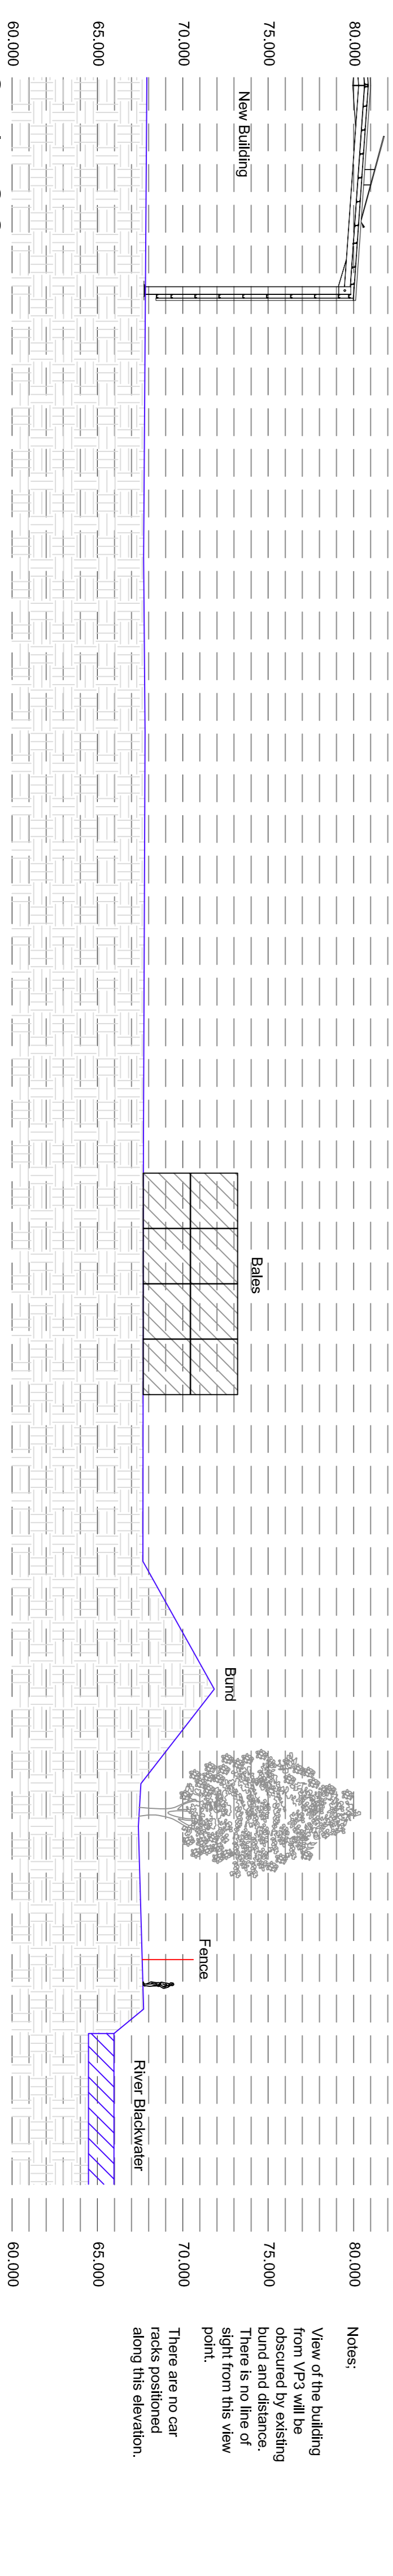 80.000
75.000
70.000
65.000
60.000
New Building
Bales
Bund
Fence
River Blackwater
80.000
75.000
70.000
65.000
60.000
Notes;
View of the building
from VP3 will be
obscured by existing
bund and distance.
There is no line of
sight from this view
point.
There are no car
racks positioned
along this elevation.